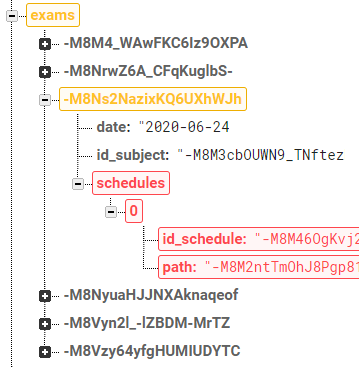 exams
-M8M4_WAwFKC6Iz9OXPA
-M8NrwZ6A_CFqKuglbS-
-M8Ns2NazixKQ6UXhWJh
date: "2020-06-24
id_subject: "-M8M3cbOUWN9_TNftez
schedules
0
id_schedule: "-M8M46OgKvj2
path: "-M8M2ntTmOhJ8Pgp81
-M8NyuaHJJNXAknaqeof
-M8Vyn2l_-lZBDM-MrTZ
-M8Vzy64yfgHUMIUDYTC